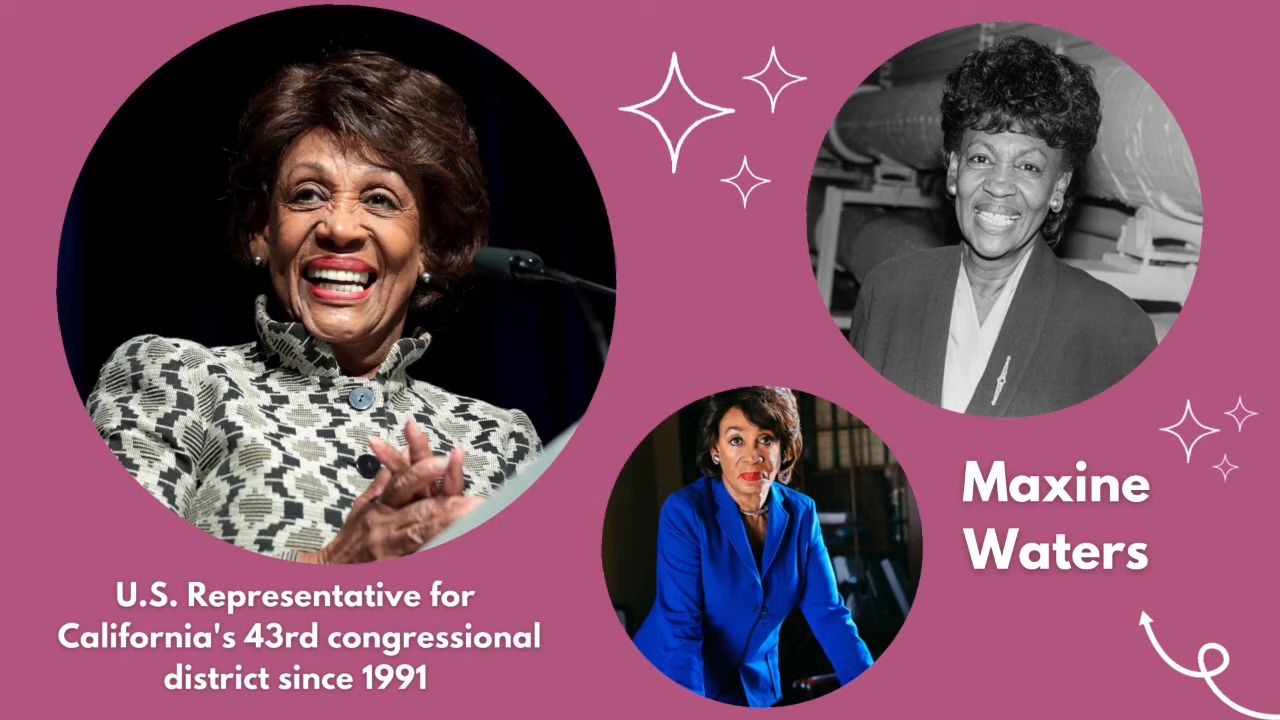 U.S. Representative for
California's 43rd congressional
district since 1991
Maxine
Waters